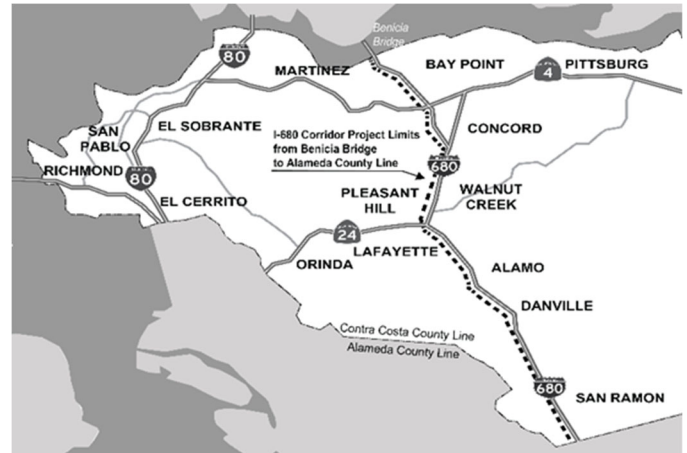 Benicia
Bridge
80
MARTINEZ
BAY POINT
4
PITTSBURG
SAN
PABLO
EL SOBRANTE
I-680 Corridor Project Limits
from Benicia Bridge
to Alameda County Line
CONCORD
680
RICHMOND
80
EL CERRITO
PLEASANT
HILL
WALNUT
CREEK
24
LAFAYETTE
ORINDA
ALAMO
DANVILLE
Contra Costa County Line
Alameda County Line
680
SAN RAMON